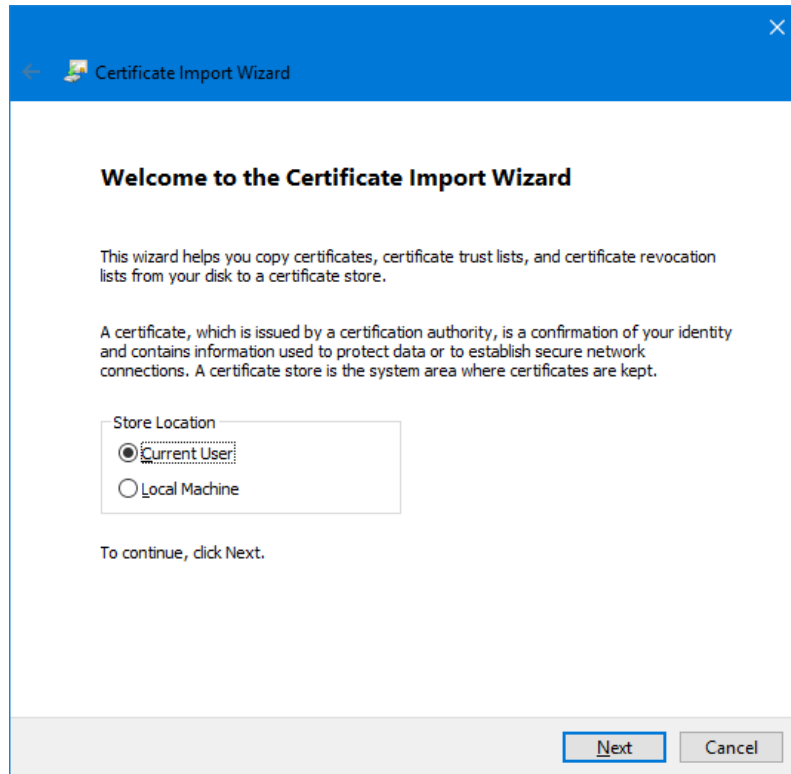 Certificate Import Wizard
Welcome to the Certificate Import Wizard
This wizard helps you copy certificates, certificate trust lists, and certificate revocation
lists from your disk to a certificate store.
A certificate, which is issued by a certification authority, is a confirmation of your identity
and contains information used to protect data or to establish secure network
connections. A certificate store is the system area where certificates are kept.
Store Location
Current User
Local Machine
To continue, click Next.
Next
Cancel